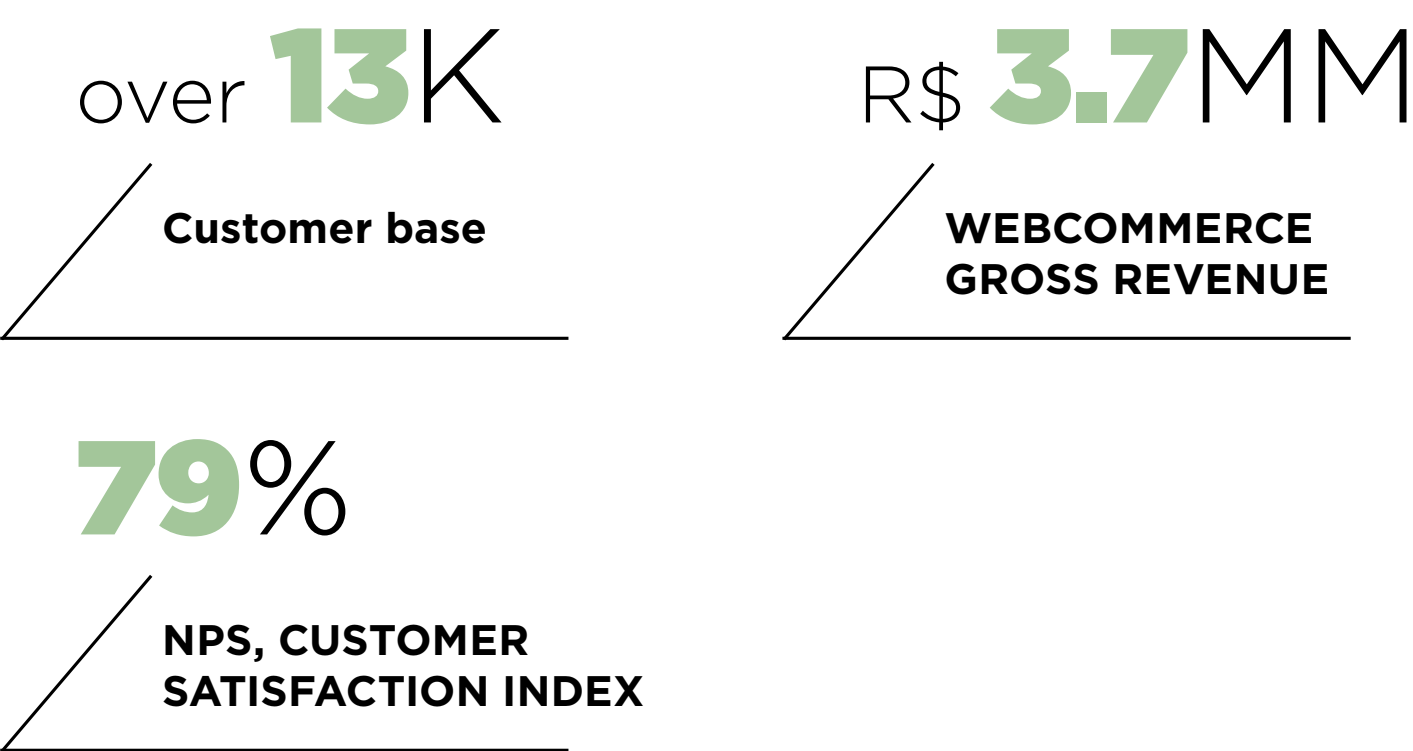 over 13K
Customer base
R$ 3.7MM
WEBCOMMERCE
GROSS REVENUE
79%
NPS, CUSTOMER
SATISFACTION INDEX